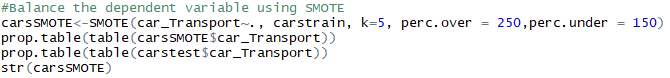 #Balance the dependent variable using SMOTE
carsSMOTE<-SMOTE(car_Transport~., carstrain, k=5, perc.over = 250,perc.under = 150)
prop.table(table(carsSMOTE$car_Transport))
prop.table(table(carstest$car_Transport))
str(carsSMOTE)